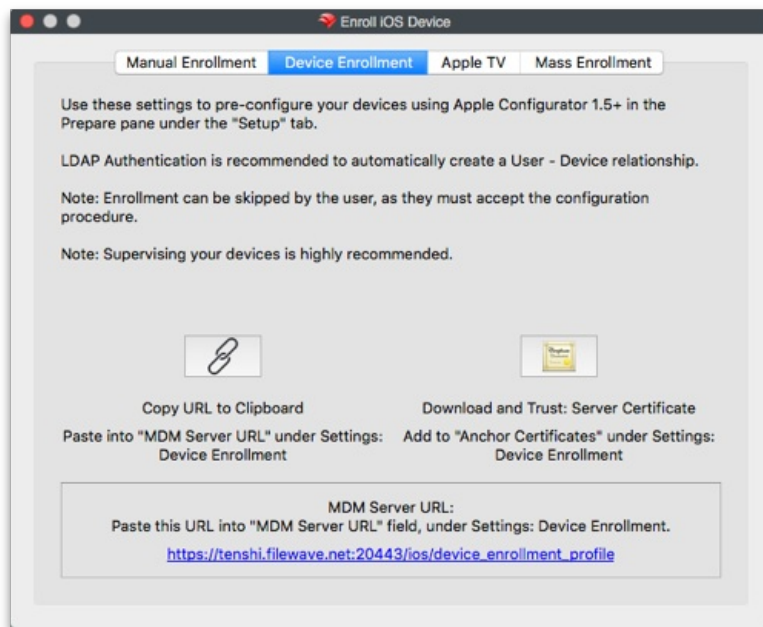 Enroll iOS Device
Manual Enrollment Device Enrollment Apple TV Mass Enrollment
Use these settings to pre-configure your devices using Apple Configurator 1.5+ in the
Prepare pane under the "Setup" tab.
LDAP Authentication is recommended to automatically create a User - Device relationship.
Note: Enrollment can be skipped by the user, as they must accept the configuration
procedure.
Note: Supervising your devices is highly recommended.
Copy URL to Clipboard
Paste into "MDM Server URL" under Settings:
Device Enrollment
Download and Trust: Server Certificate
Add to "Anchor Certificates" under Settings:
Device Enrollment
MDM Server URL:
Paste this URL into "MDM Server URL" field, under Settings: Device Enrollment.
https://tenshi.filewave.net:20443/ios/device_enrollment_profile